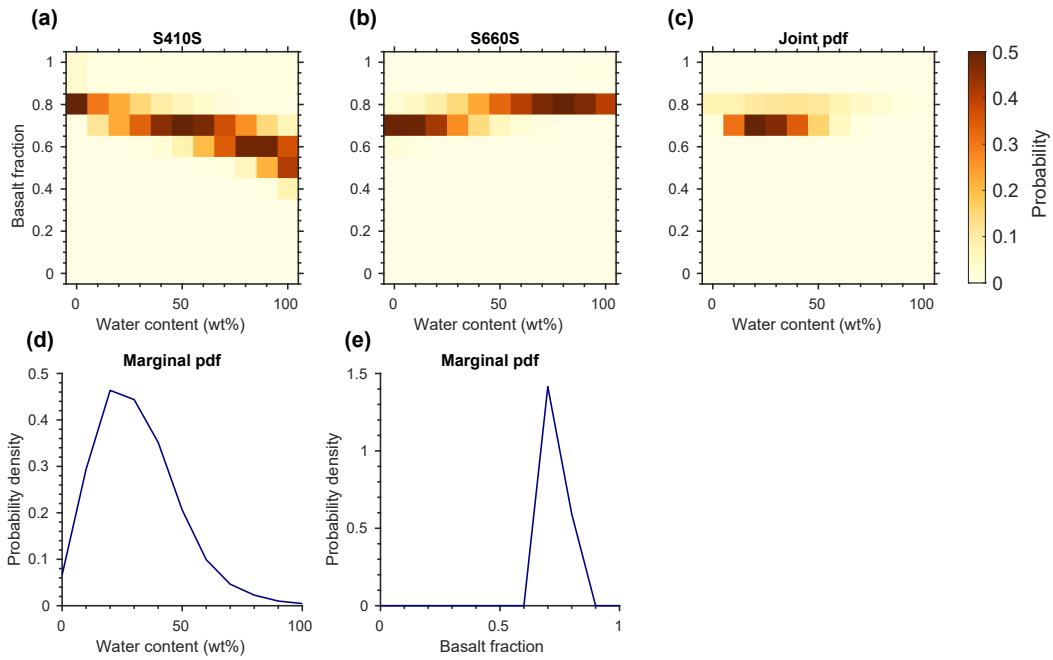 (a)
S410S
Basalt fraction
1
0.8
0.6
0.4
0.2
0
0
50
100
Water content (wt%)
(b)
S660S
1
0.8
0.6
0.4
0.2
0
0
50
100
Water content (wt%)
(c)
Joint pdf
1
0.8
0.6
0.4
0.2
0
0
50
100
Water content (wt%)
0.5
0.4
0.3
0.2
0.1
0
Probability
(d)
Marginal pdf
Probability density
0.5
0.4
0.3
0.2
0.1
0
0
50
100
Water content (wt%)
(e)
Marginal pdf
Probability density
1.5
1
0.5
0
0
0.5
1
Basalt fraction